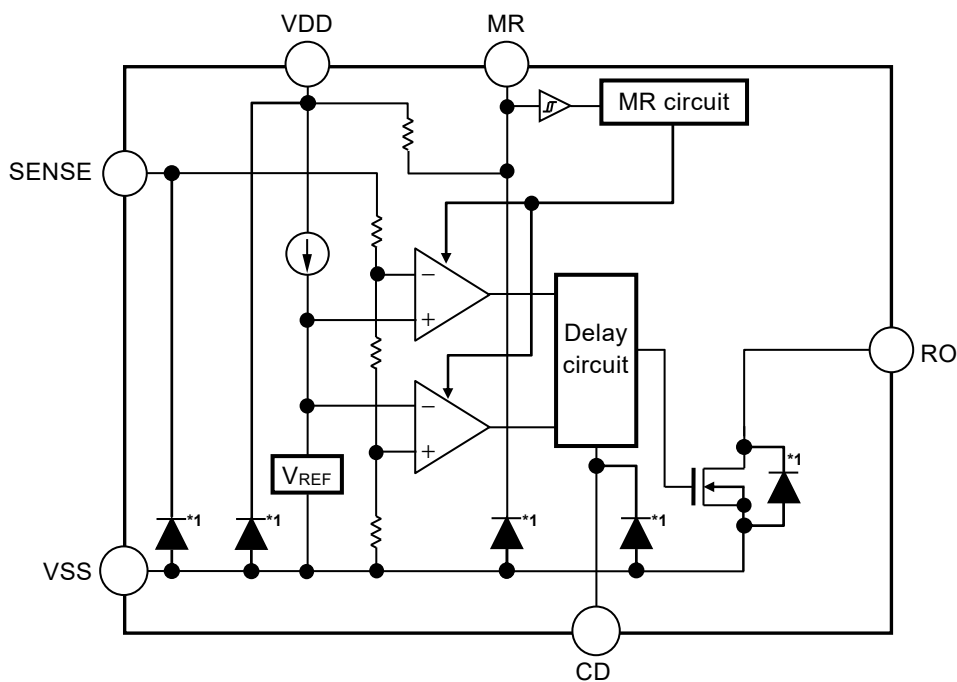 VDD
MR
MR circuit
SENSE
−
+
Delay
circuit
RO
−
+
VREF
*1
*1
*1
*1
*1
VSS
CD